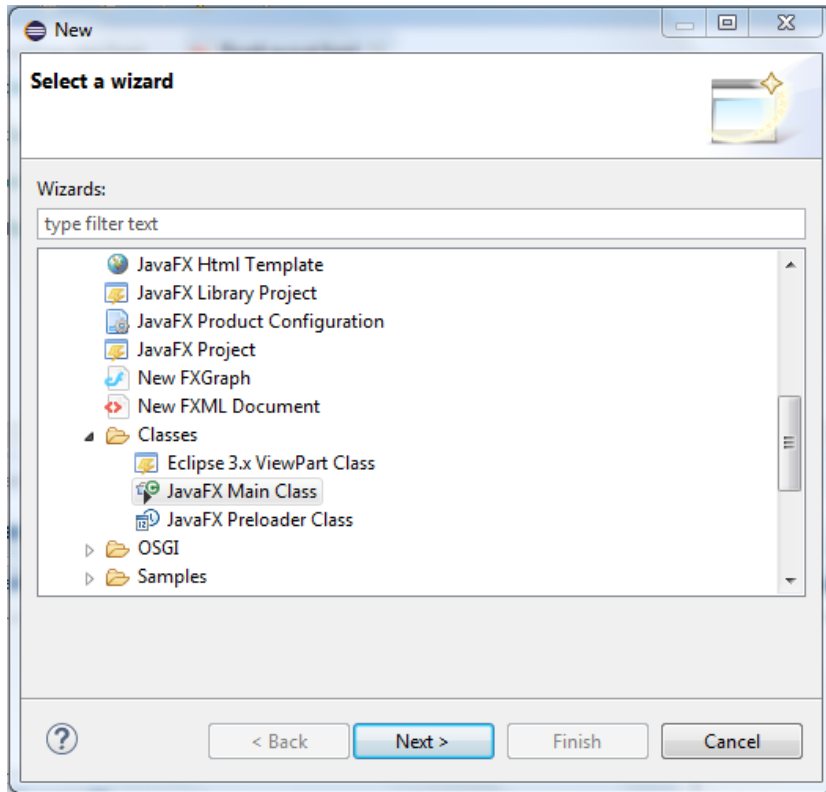 New
Select a wizard
Wizards:
type filter text
JavaFX Html Template
JavaFX Library Project
JavaFX Product Configuration
JavaFX Project
New FXGraph
New FXML Document
Classes
Eclipse 3.x ViewPart Class
JavaFX Main Class
JavaFX Preloader Class
OSGI
Samples
< Back
Next >
Finish
Cancel